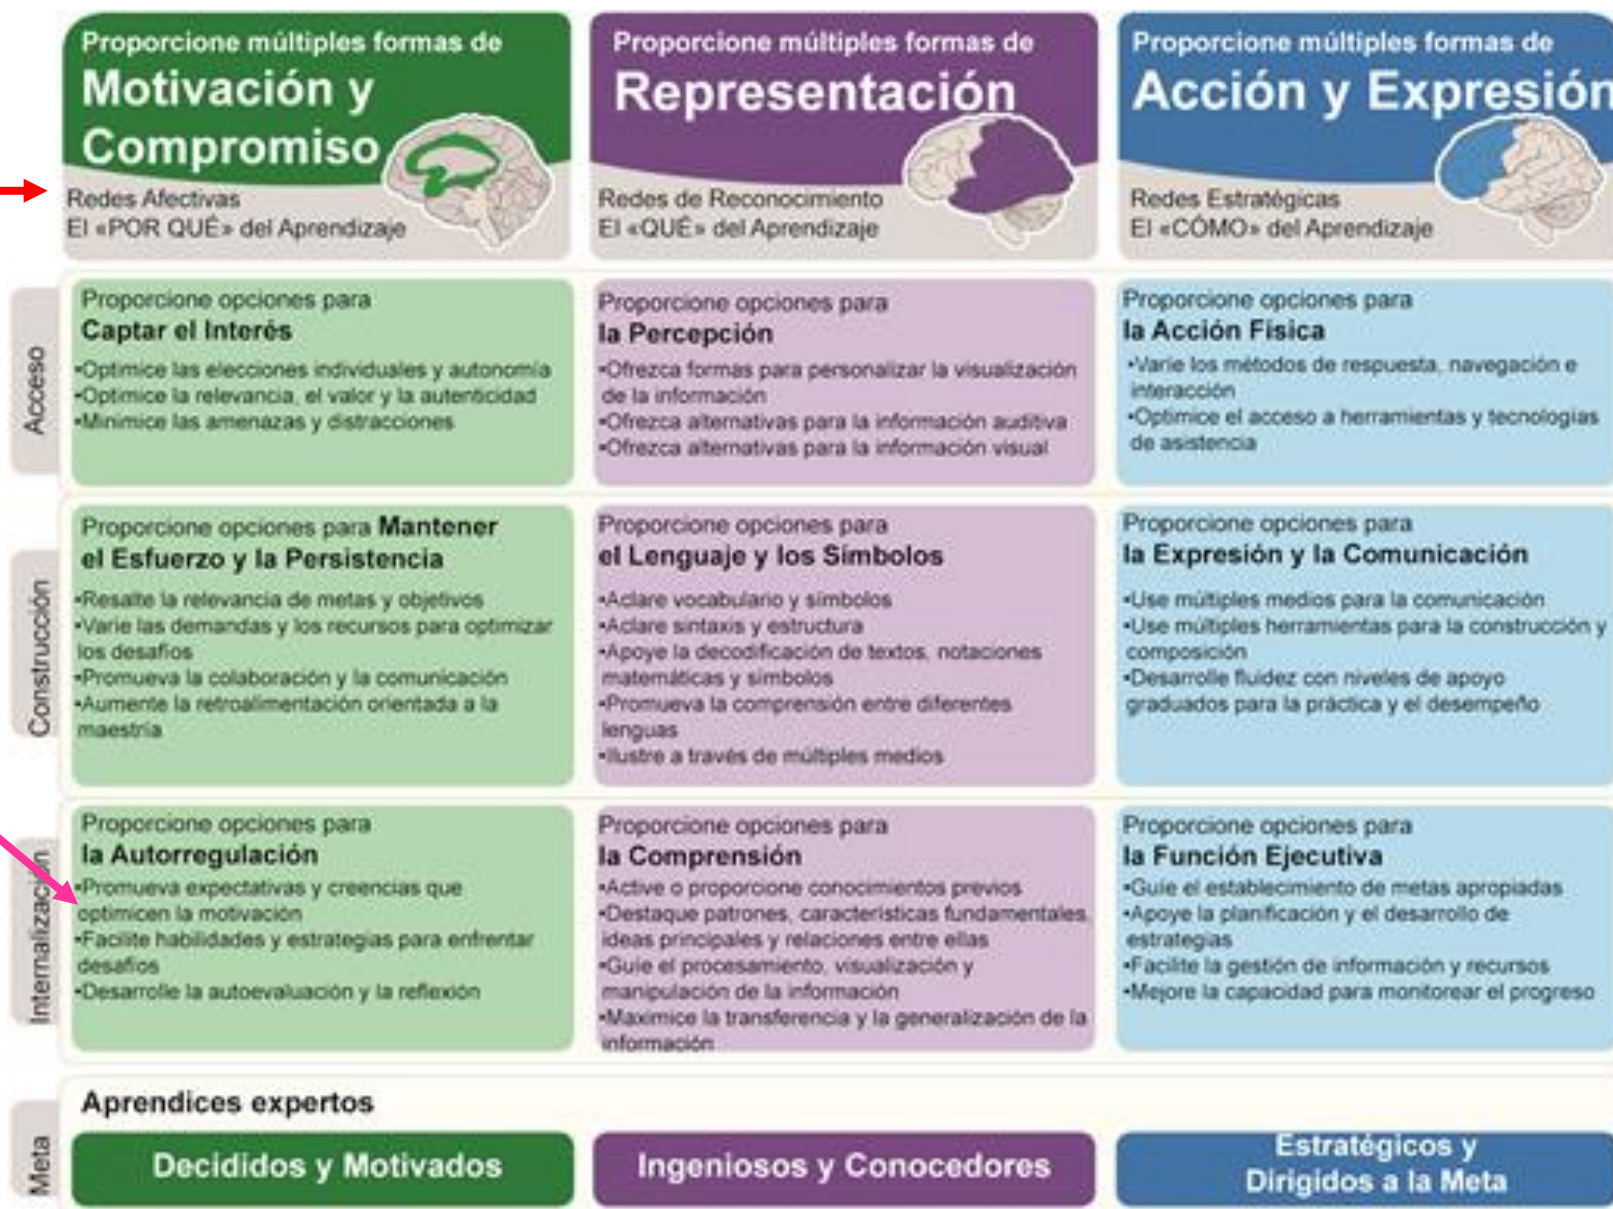 Proporcione múltiples formas de
Motivación y
Compromiso
Redes Afectivas
El «POR QUÉ» del Aprendizaje
Proporcione múltiples formas de
Representación
Redes de Reconocimiento
El «QUÉ» del Aprendizaje
Proporcione múltiples formas de
Acción y Expresión
Redes Estratégicas
El «CÓMO» del Aprendizaje
Acceso
Proporcione opciones para
Captar el Interés
•Optimice las elecciones individuales y autonomía
•Optimice la relevancia, el valor y la autenticidad
•Minimice las amenazas y distracciones
Proporcione opciones para
la Percepción
•Ofrezca formas para personalizar la visualización
de la información
•Ofrezca alternativas para la información auditiva
•Ofrezca alternativas para la información visual
Proporcione opciones para
la Acción Física
•Varie los métodos de respuesta, navegación e
interacción
•Optimice el acceso a herramientas y tecnologías
de asistencia
Construcción
Proporcione opciones para Mantener
el Esfuerzo y la Persistencia
•Resalte la relevancia de metas y objetivos
•Varie las demandas y los recursos para optimizar
los desafíos
•Promueva la colaboración y la comunicación
•Aumente la retroalimentación orientada a la
maestría
Proporcione opciones para
el Lenguaje y los Símbolos
•Aclare vocabulario y símbolos
•Aclare sintaxis y estructura
•Apoye la decodificación de textos, notaciones
matemáticas y símbolos
•Promueva la comprensión entre diferentes
lenguas
•Ilustre a través de múltiples medios
Proporcione opciones para
la Expresión y la Comunicación
•Use múltiples medios para la comunicación
•Use múltiples herramientas para la construcción y
composición
•Desarrolle fluidez con niveles de apoyo
graduados para la práctica y el desempeño
Internalización
Proporcione opciones para
la Autorregulación
•Promueva expectativas y creencias que
optimicen la motivación
•Facilite habilidades y estrategias para enfrentar
desafíos
•Desarrolle la autoevaluación y la reflexión
Proporcione opciones para
la Comprensión
•Active o proporcione conocimientos previos
•Destaque patrones, características fundamentales,
ideas principales y relaciones entre ellas
•Guie el procesamiento, visualización y
manipulación de la información
•Maximice la transferencia y la generalización de la
información
Proporcione opciones para
la Función Ejecutiva
•Guie el establecimiento de metas apropiadas
•Apoye la planificación y el desarrollo de
estrategias
•Facilite la gestión de información y recursos
•Mejore la capacidad para monitorear el progreso
Meta
Aprendices expertos
Decididos y Motivados
Ingeniosos y Conocedores
Estratégicos y
Dirigidos a la Meta